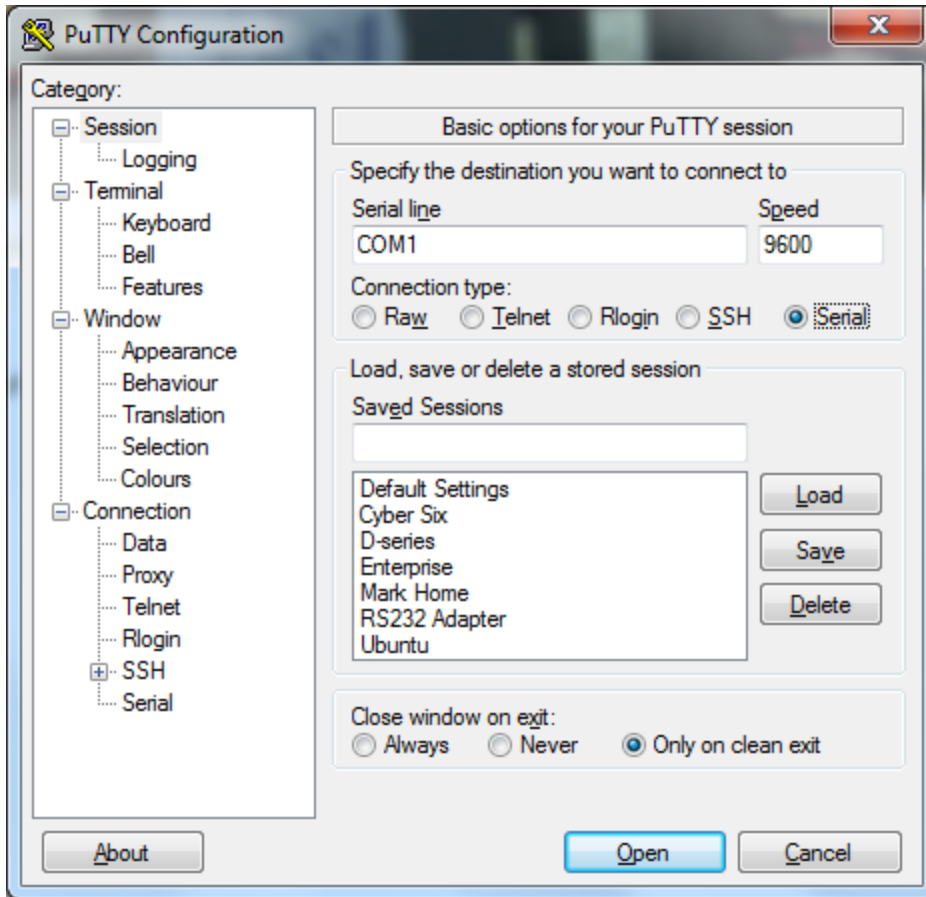 PuTTY Configuration
Category:
Session
Logging
Terminal
Keyboard
Bell
Features
Window
Appearance
Behaviour
Translation
Selection
Colours
Connection
Data
Proxy
Telnet
Rlogin
SSH
Serial
Basic options for your PuTTY session
Specify the destination you want to connect to
Serial line Speed
COM1 9600
Connection type:
Raw Telnet Rlogin SSH Serial
Load, save or delete a stored session
Saved Sessions
Default Settings
Cyber Six
D-series
Enterprise
Mark Home
RS232 Adapter
Ubuntu
Load
Save
Delete
Close window on exit:
Always Never Only on clean exit
About Open Cancel